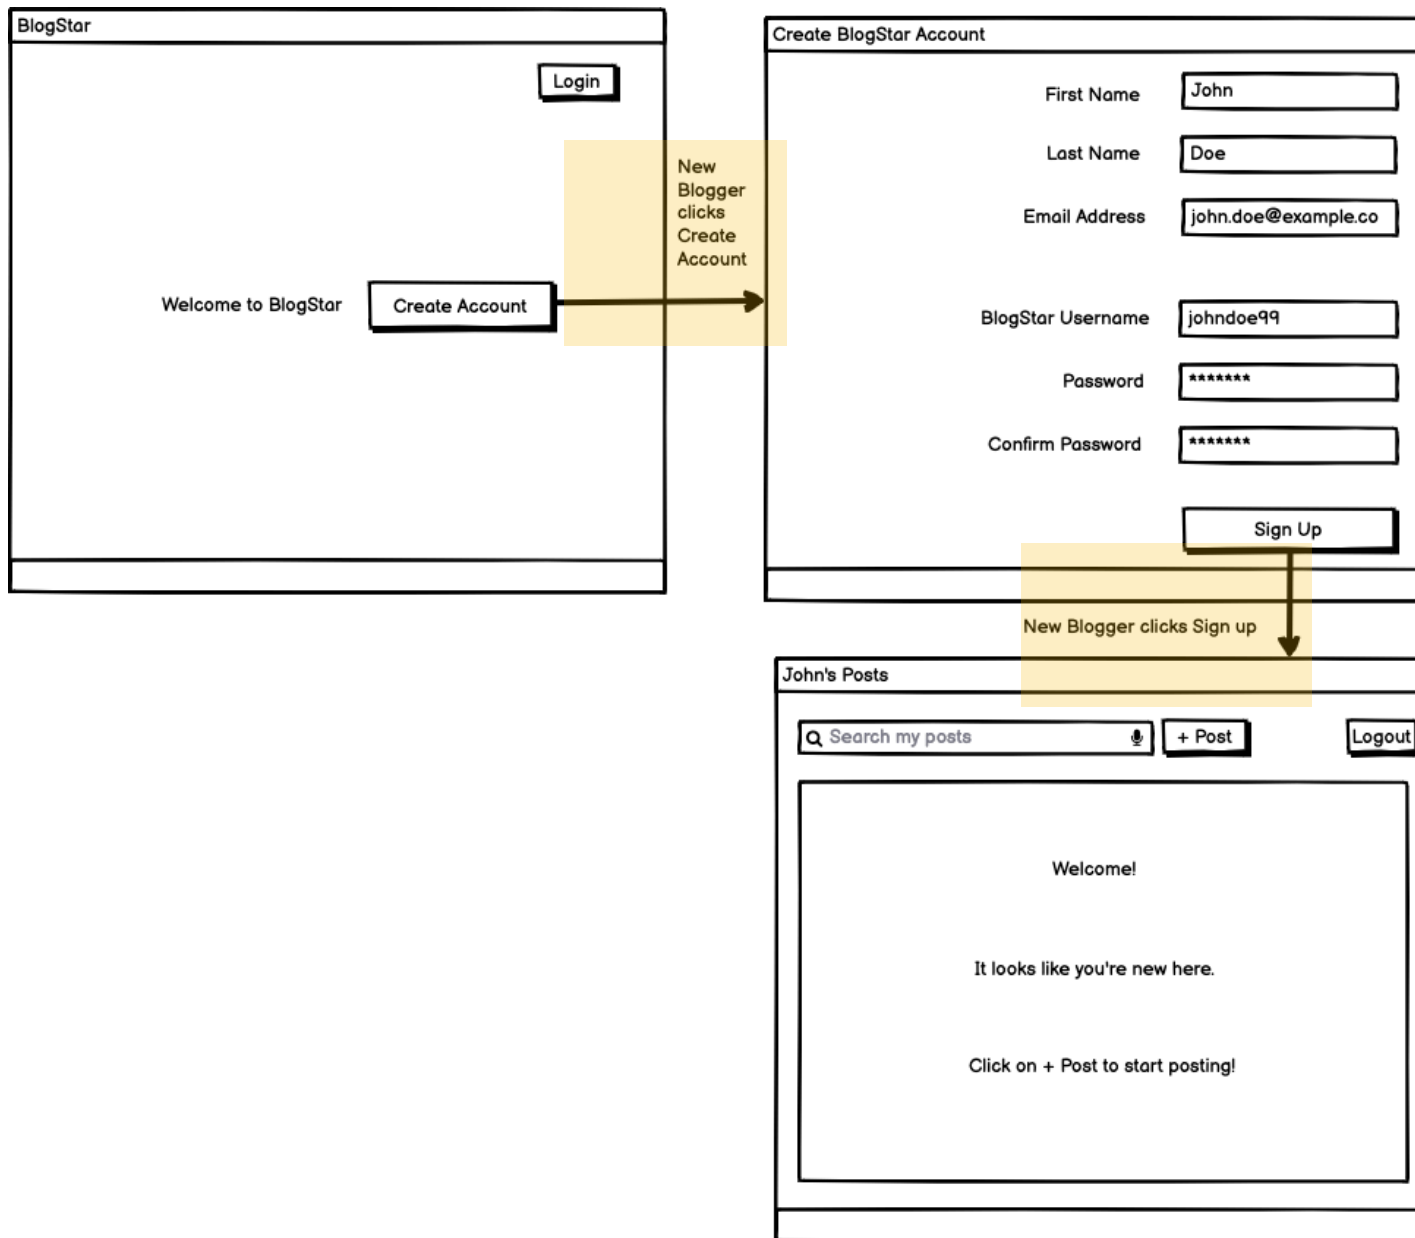 BlogStar
Login
Welcome to BlogStar
Create Account
New
Blogger
clicks
Create
Account
Create BlogStar Account
First Name
John
Last Name
Doe
Email Address
john.doe@example.co
BlogStar Username
johndoe99
Password
*******
Confirm Password
*******
Sign Up
New Blogger clicks Sign up
John's Posts
Search my posts
+ Post
Logout
Welcome!
It looks like you're new here.
Click on + Post to start posting!